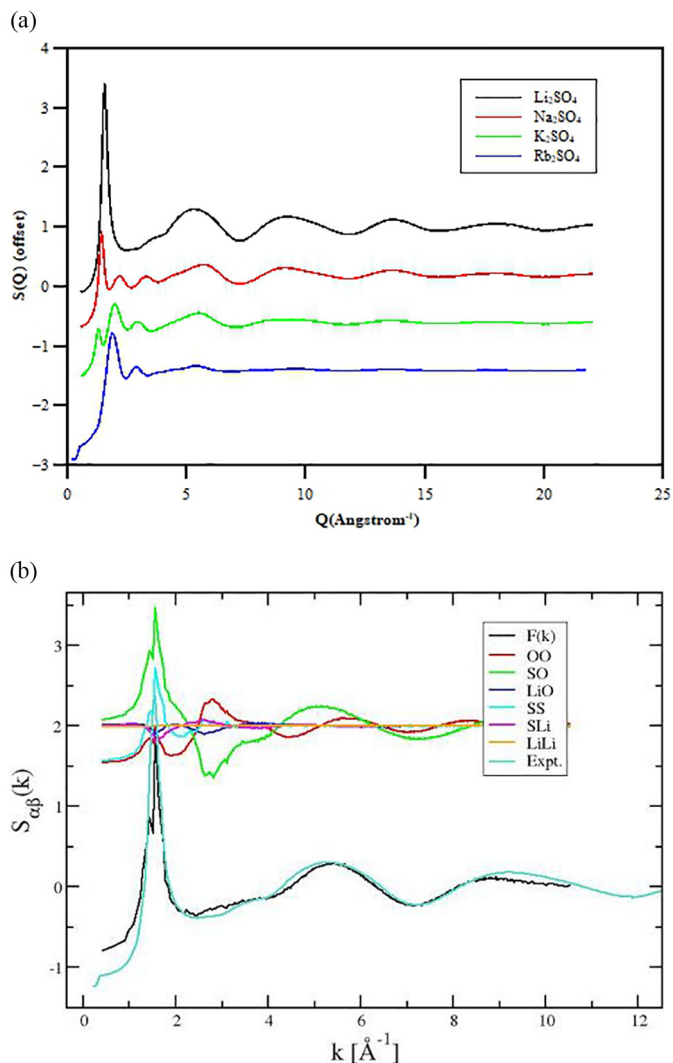 (a)
4
3
2
1
0
−1
−2
−3
S(Q) (offset)
Li₂SO₄
Na₂SO₄
K₂SO₄
Rb₂SO₄
0 5 10 15 20 25
Q(Angstrom⁻¹)
(b)
3
2
1
0
-1
Sαβ(k)
F(k)
OO
SO
LiO
SS
SLi
LiLi
Expt.
0 2 4 6 8 10 12
k [Å⁻¹]